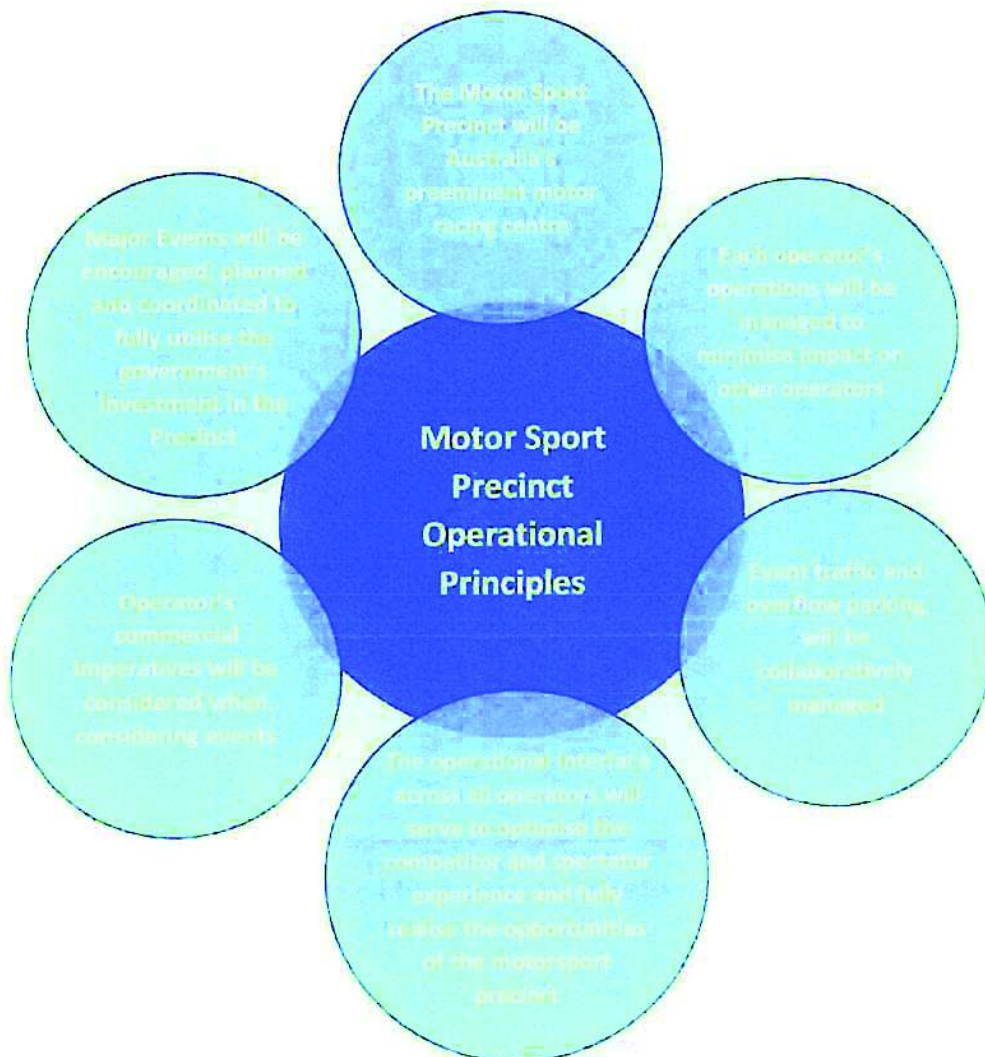 The Motor Sport
Precinct will be
Australia's
preeminent motor
racing centre
Major Events will be
encouraged, planned
and coordinated to
fully utilise the
government's
investment in the
Precinct
Each operator's
operations will be
managed to
minimise impact on
other operators
Motor Sport
Precinct
Operational
Principles
Operator's
commercial
imperatives will be
considered when
considering events
Event traffic and
overflow parking
will be
collaboratively
managed
The operational interface
across all operators will
serve to optimise the
competitor and spectator
experience and fully
realise the opportunities
of the motorsport
precinct